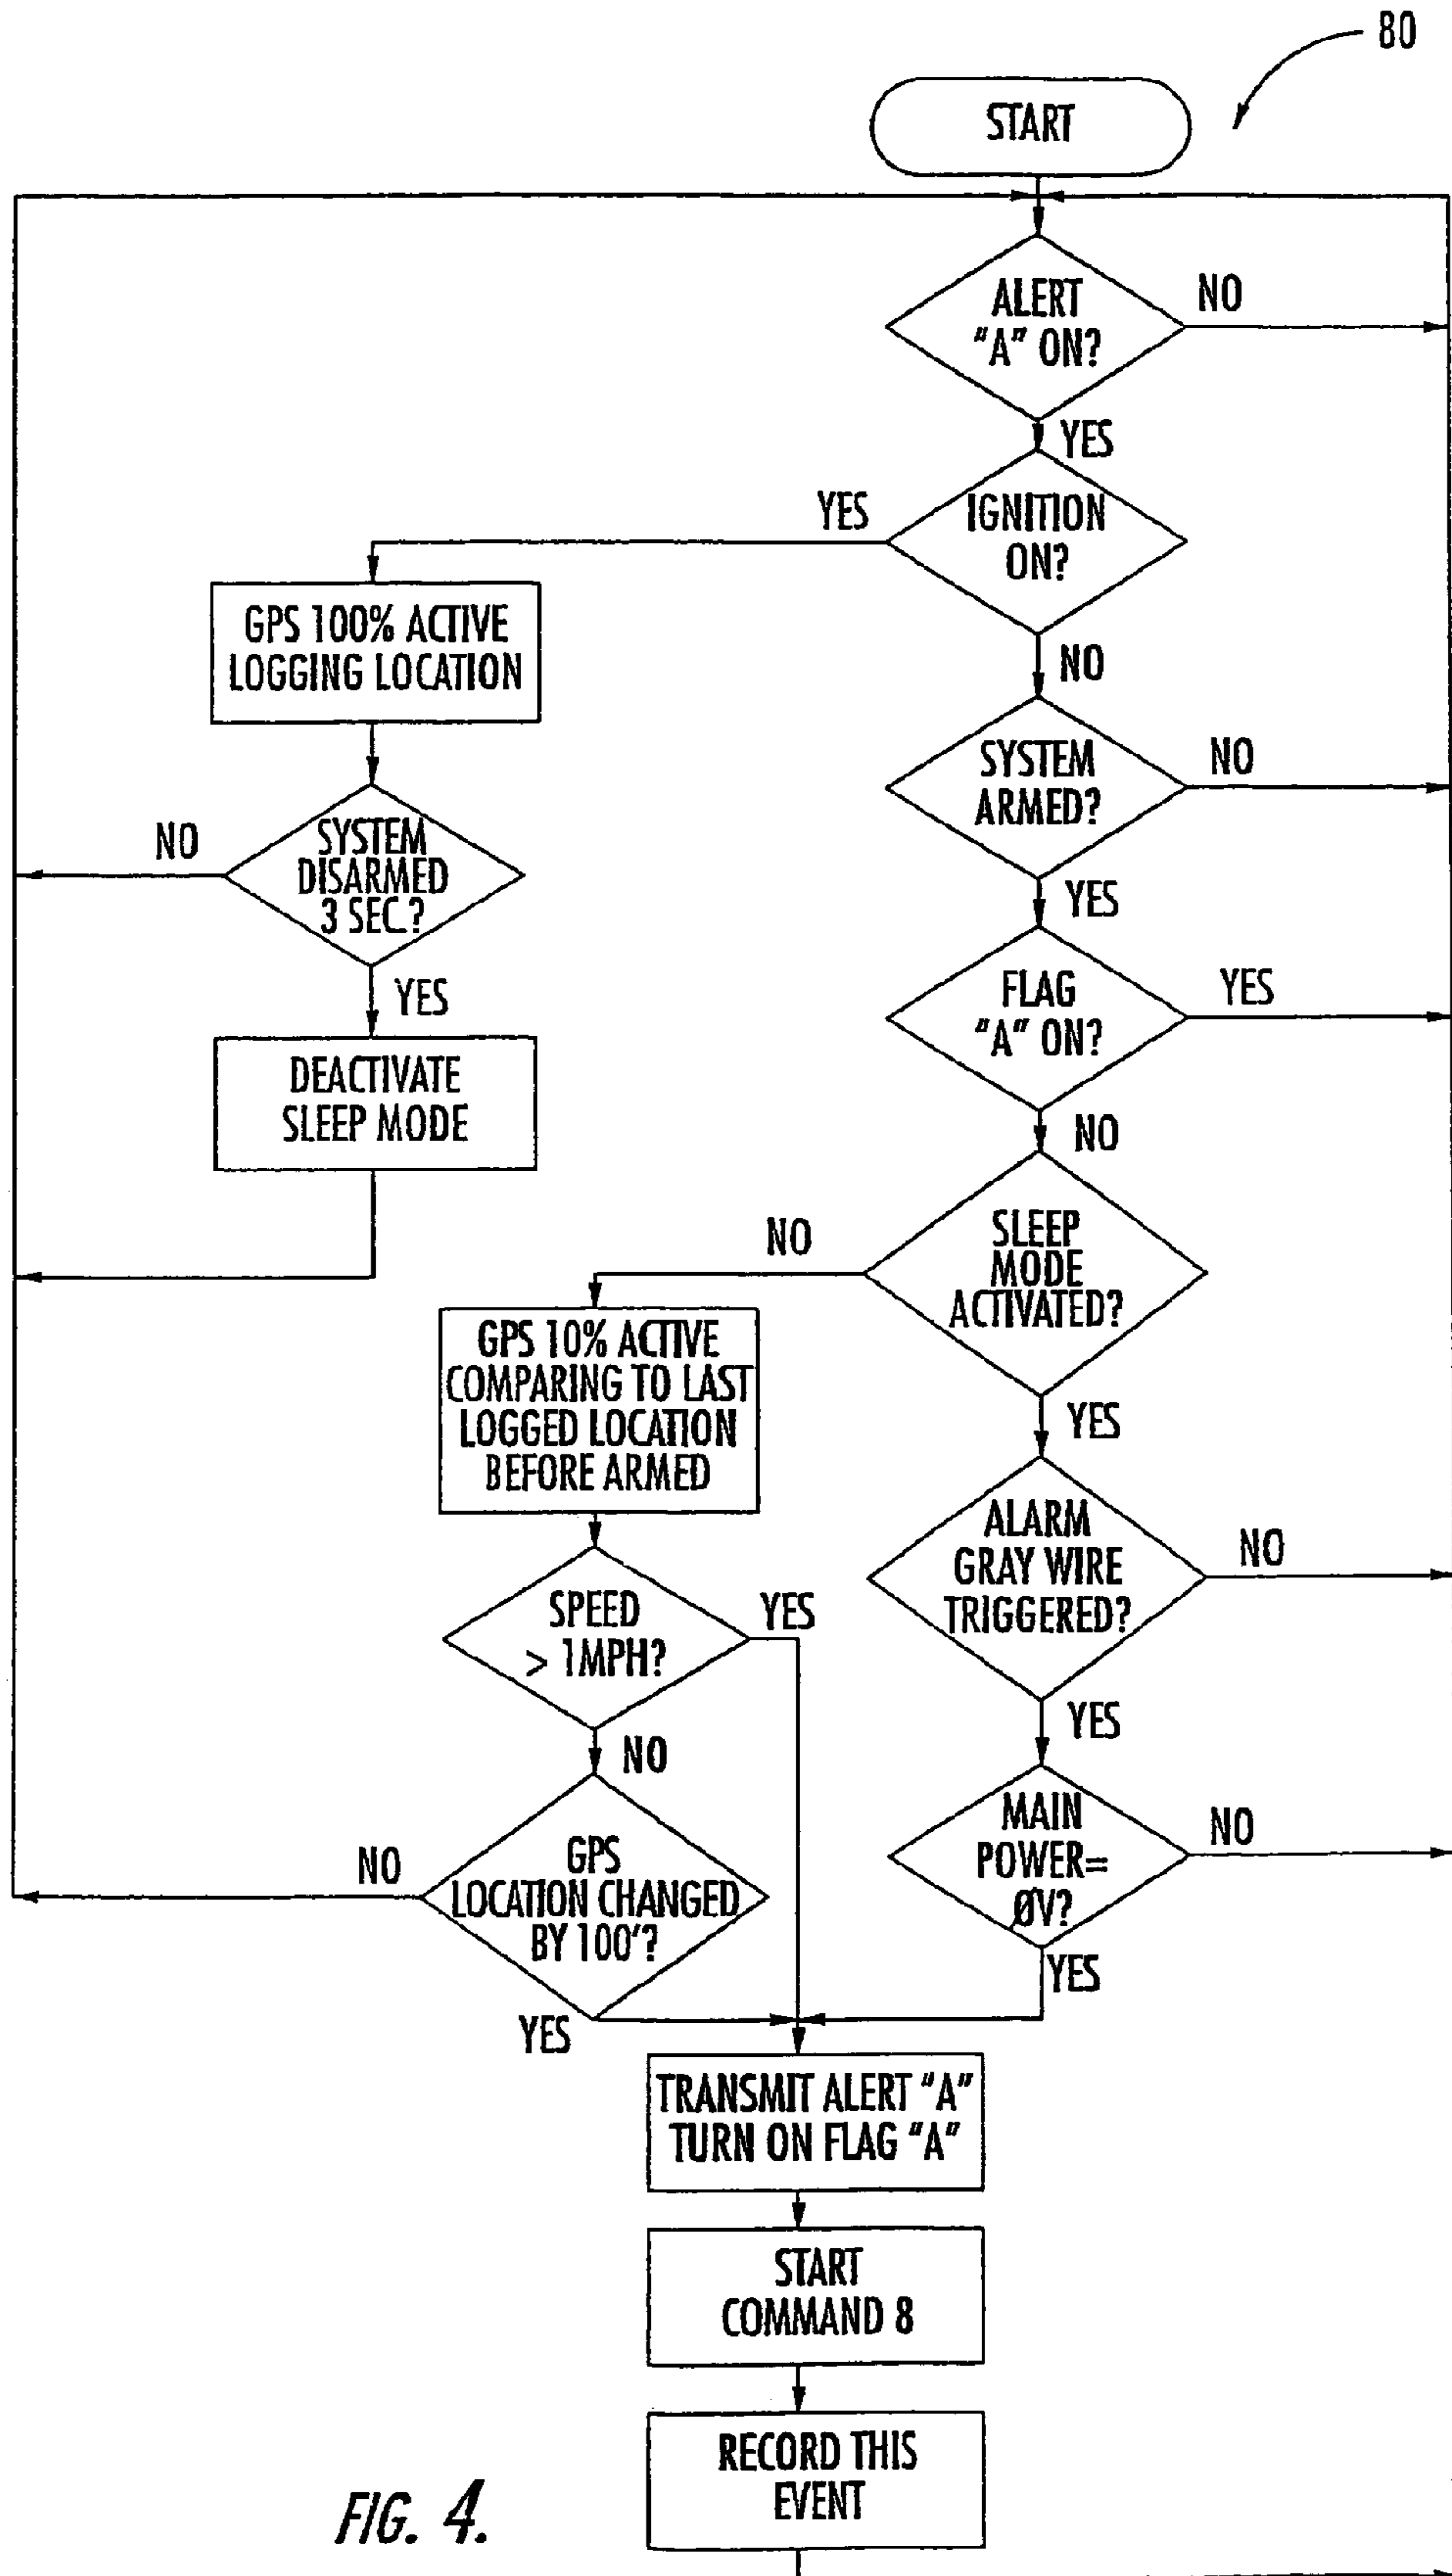 80
START
ALERT
"A" ON?
NO
YES
IGNITION
ON?
YES
NO
GPS 100% ACTIVE
LOGGING LOCATION
SYSTEM
ARMED?
NO
YES
SYSTEM
DISARMED
3 SEC.?
NO
YES
FLAG
"A" ON?
YES
NO
DEACTIVATE
SLEEP MODE
SLEEP
MODE
ACTIVATED?
NO
YES
GPS 10% ACTIVE
COMPARING TO LAST
LOGGED LOCATION
BEFORE ARMED
ALARM
GRAY WIRE
TRIGGERED?
NO
YES
SPEED
> 1MPH?
YES
NO
MAIN
POWER=
ØV?
NO
YES
GPS
LOCATION CHANGED
BY 100'?
NO
YES
TRANSMIT ALERT "A"
TURN ON FLAG "A"
START
COMMAND 8
RECORD THIS
EVENT
FIG. 4.